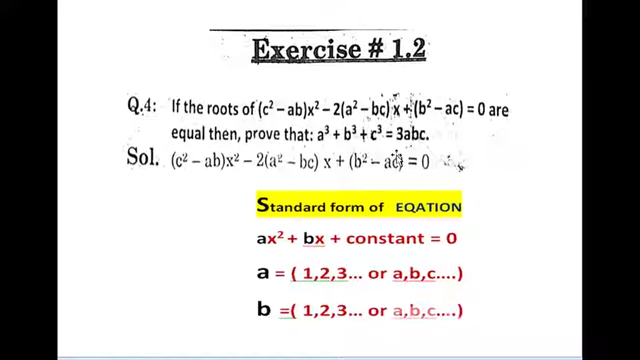 Exercise # 1.2
Q.4: If the roots of (c² – ab)x² – 2(a² – bc) x + (b² – ac) = 0 are
equal then, prove that: a³ + b³ + c³ = 3abc.
Sol. (c² – ab)x² – 2(a² – bc) x + (b² – ac) = 0
Standard form of EQATION
ax² + bx + constant = 0
a = ( 1,2,3... or a,b,c....)
b =( 1,2,3... or a,b,c....)